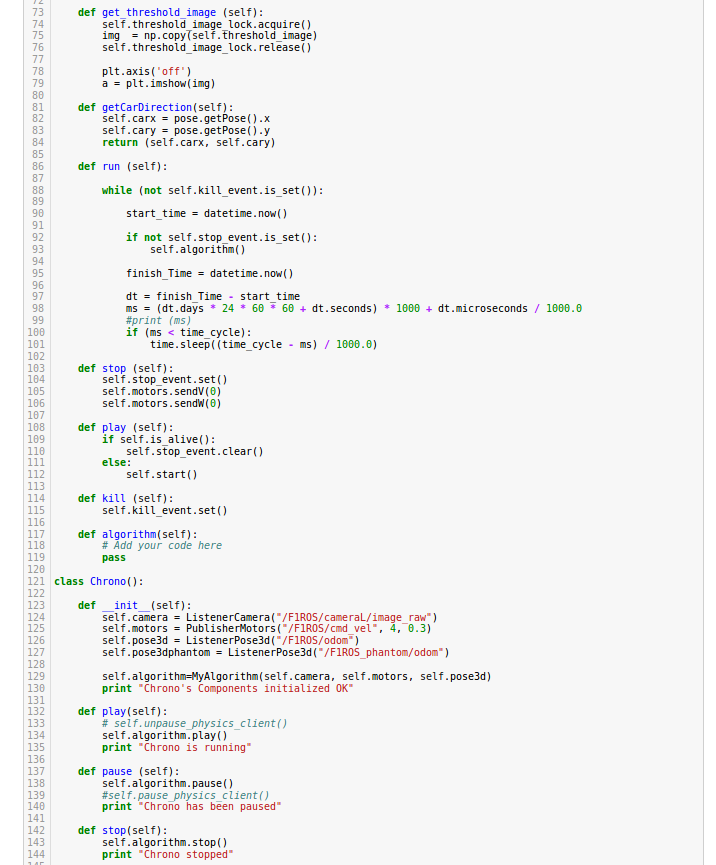 72
73     def get_threshold_image (self):
74         self.threshold_image_lock.acquire()
75         img  = np.copy(self.threshold_image)
76         self.threshold_image_lock.release()
77
78         plt.axis('off')
79         a = plt.imshow(img)
80
81     def getCarDirection(self):
82         self.carx = pose.getPose().x
83         self.cary = pose.getPose().y
84         return (self.carx, self.cary)
85
86     def run (self):
87
88         while (not self.kill_event.is_set()):
89
90             start_time = datetime.now()
91
92             if not self.stop_event.is_set():
93                 self.algorithm()
94
95             finish_Time = datetime.now()
96
97             dt = finish_Time - start_time
98             ms = (dt.days * 24 * 60 * 60 + dt.seconds) * 1000 + dt.microseconds / 1000.0
99             #print (ms)
100             if (ms < time_cycle):
101                 time.sleep((time_cycle - ms) / 1000.0)
102
103     def stop (self):
104         self.stop_event.set()
105         self.motors.sendV(0)
106         self.motors.sendW(0)
107
108     def play (self):
109         if self.is_alive():
110             self.stop_event.clear()
111         else:
112             self.start()
113
114     def kill (self):
115         self.kill_event.set()
116
117     def algorithm(self):
118         # Add your code here
119         pass
120
121 class Chrono():
122
123     def __init__(self):
124         self.camera = ListenerCamera("/F1ROS/cameraL/image_raw")
125         self.motors = PublisherMotors("/F1ROS/cmd_vel", 4, 0.3)
126         self.pose3d = ListenerPose3d("/F1ROS/odom")
127         self.pose3dphantom = ListenerPose3d("/F1ROS_phantom/odom")
128
129         self.algorithm=MyAlgorithm(self.camera, self.motors, self.pose3d)
130         print "Chrono's Components initialized OK"
131
132     def play(self):
133         # self.unpause_physics_client()
134         self.algorithm.play()
135         print "Chrono is running"
136
137     def pause (self):
138         self.algorithm.pause()
139         #self.pause_physics_client()
140         print "Chrono has been paused"
141
142     def stop(self):
143         self.algorithm.stop()
144         print "Chrono stopped"
145